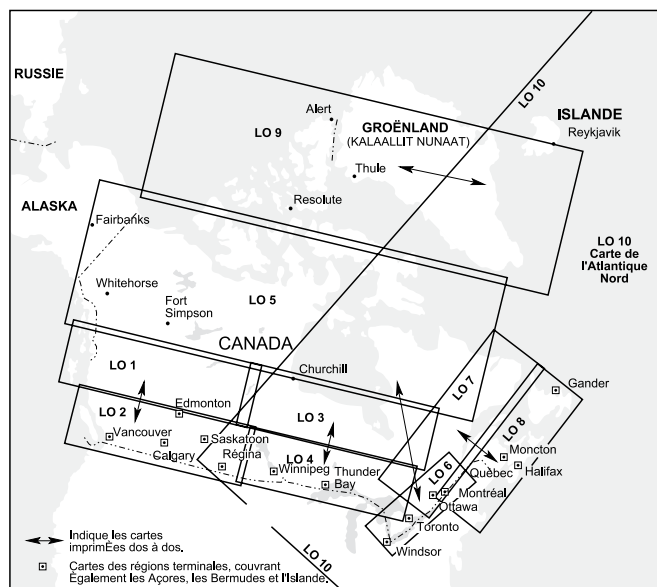 RUSSIE
LO 10
ISLANDE
Reykjavik
Alert
LO 9
GROËNLAND
(KALAALLIT NUNAAT)
Thule
Resolute
ALASKA
Fairbanks
LO 10
Carte de
l'Atlantique
Nord
Whitehorse
LO 5
Fort
Simpson
CANADA
LO 1
Churchill
LO 7
Gander
LO 2
Edmonton
LO 3
LO 8
Vancouver
Saskatoon
Calgary
Régina
LO 4
Winnipeg
Thunder
Bay
LO 6
Quèbec
Moncton
Halifax
Montréal
Ottawa
Toronto
Windsor
LO 10
Indique les cartes
imprimÈes dos à dos.
Cartes des régions terminales, couvrant
Ègalement les Açores, les Bermudes et l'Islande.